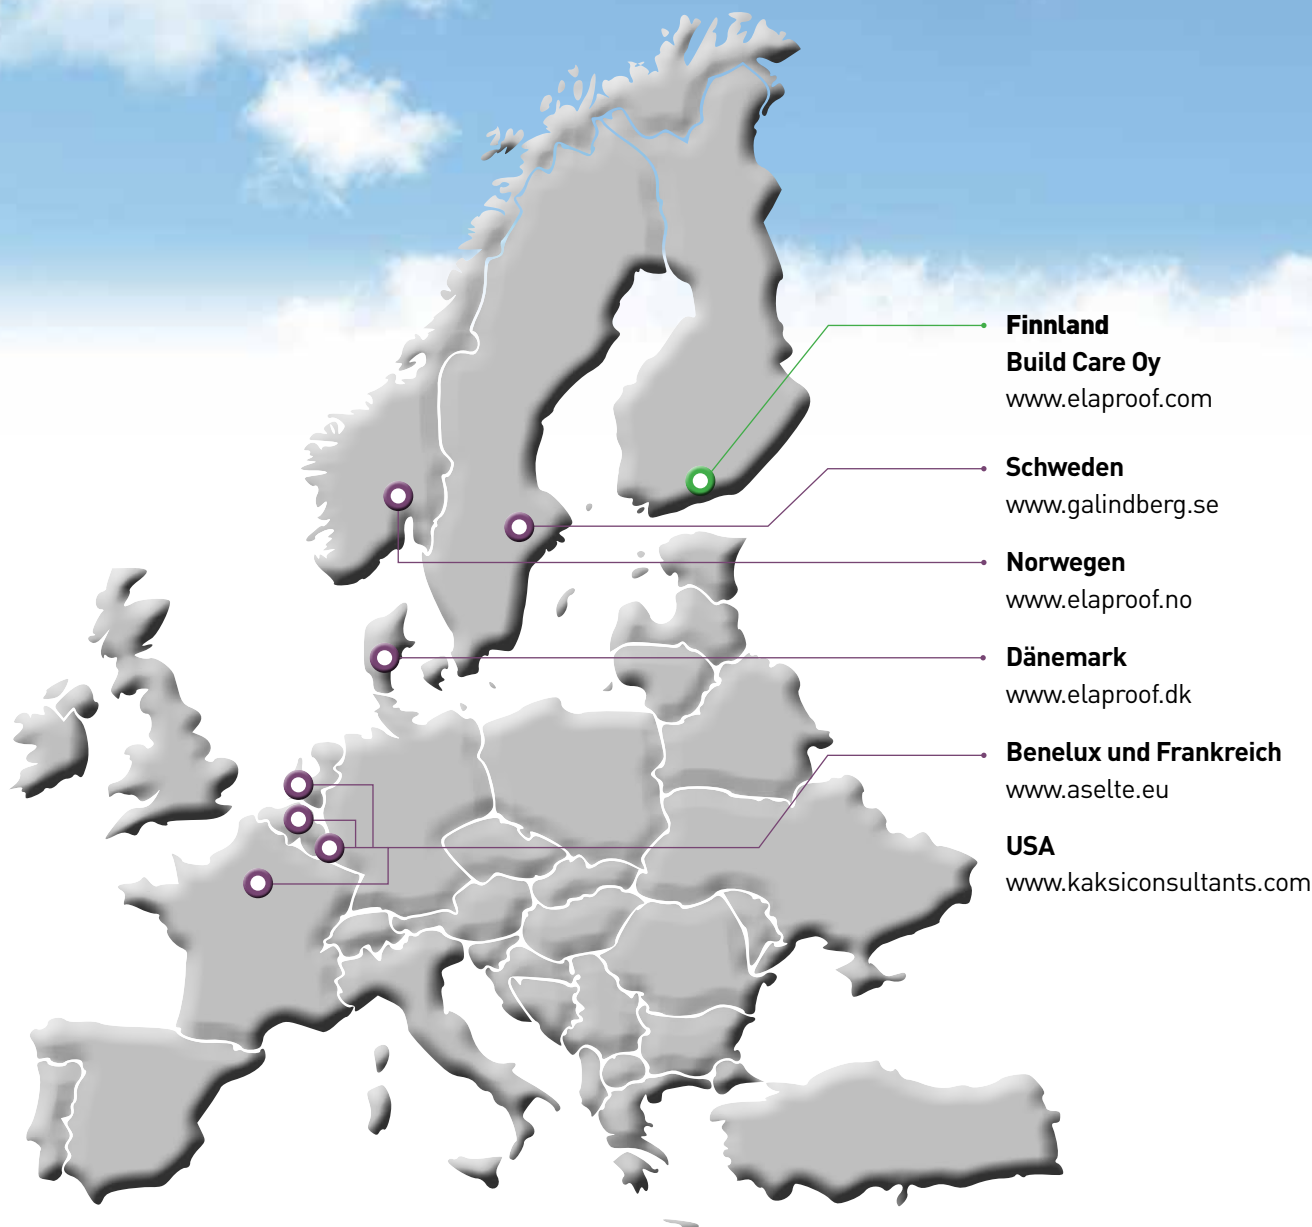 Finnland
Build Care Oy
www.elaproof.com
Schweden
www.galindberg.se
Norwegen
www.elaproof.no
Dänemark
www.elaproof.dk
Benelux und Frankreich
www.aselte.eu
USA
www.kaksiconsultants.com